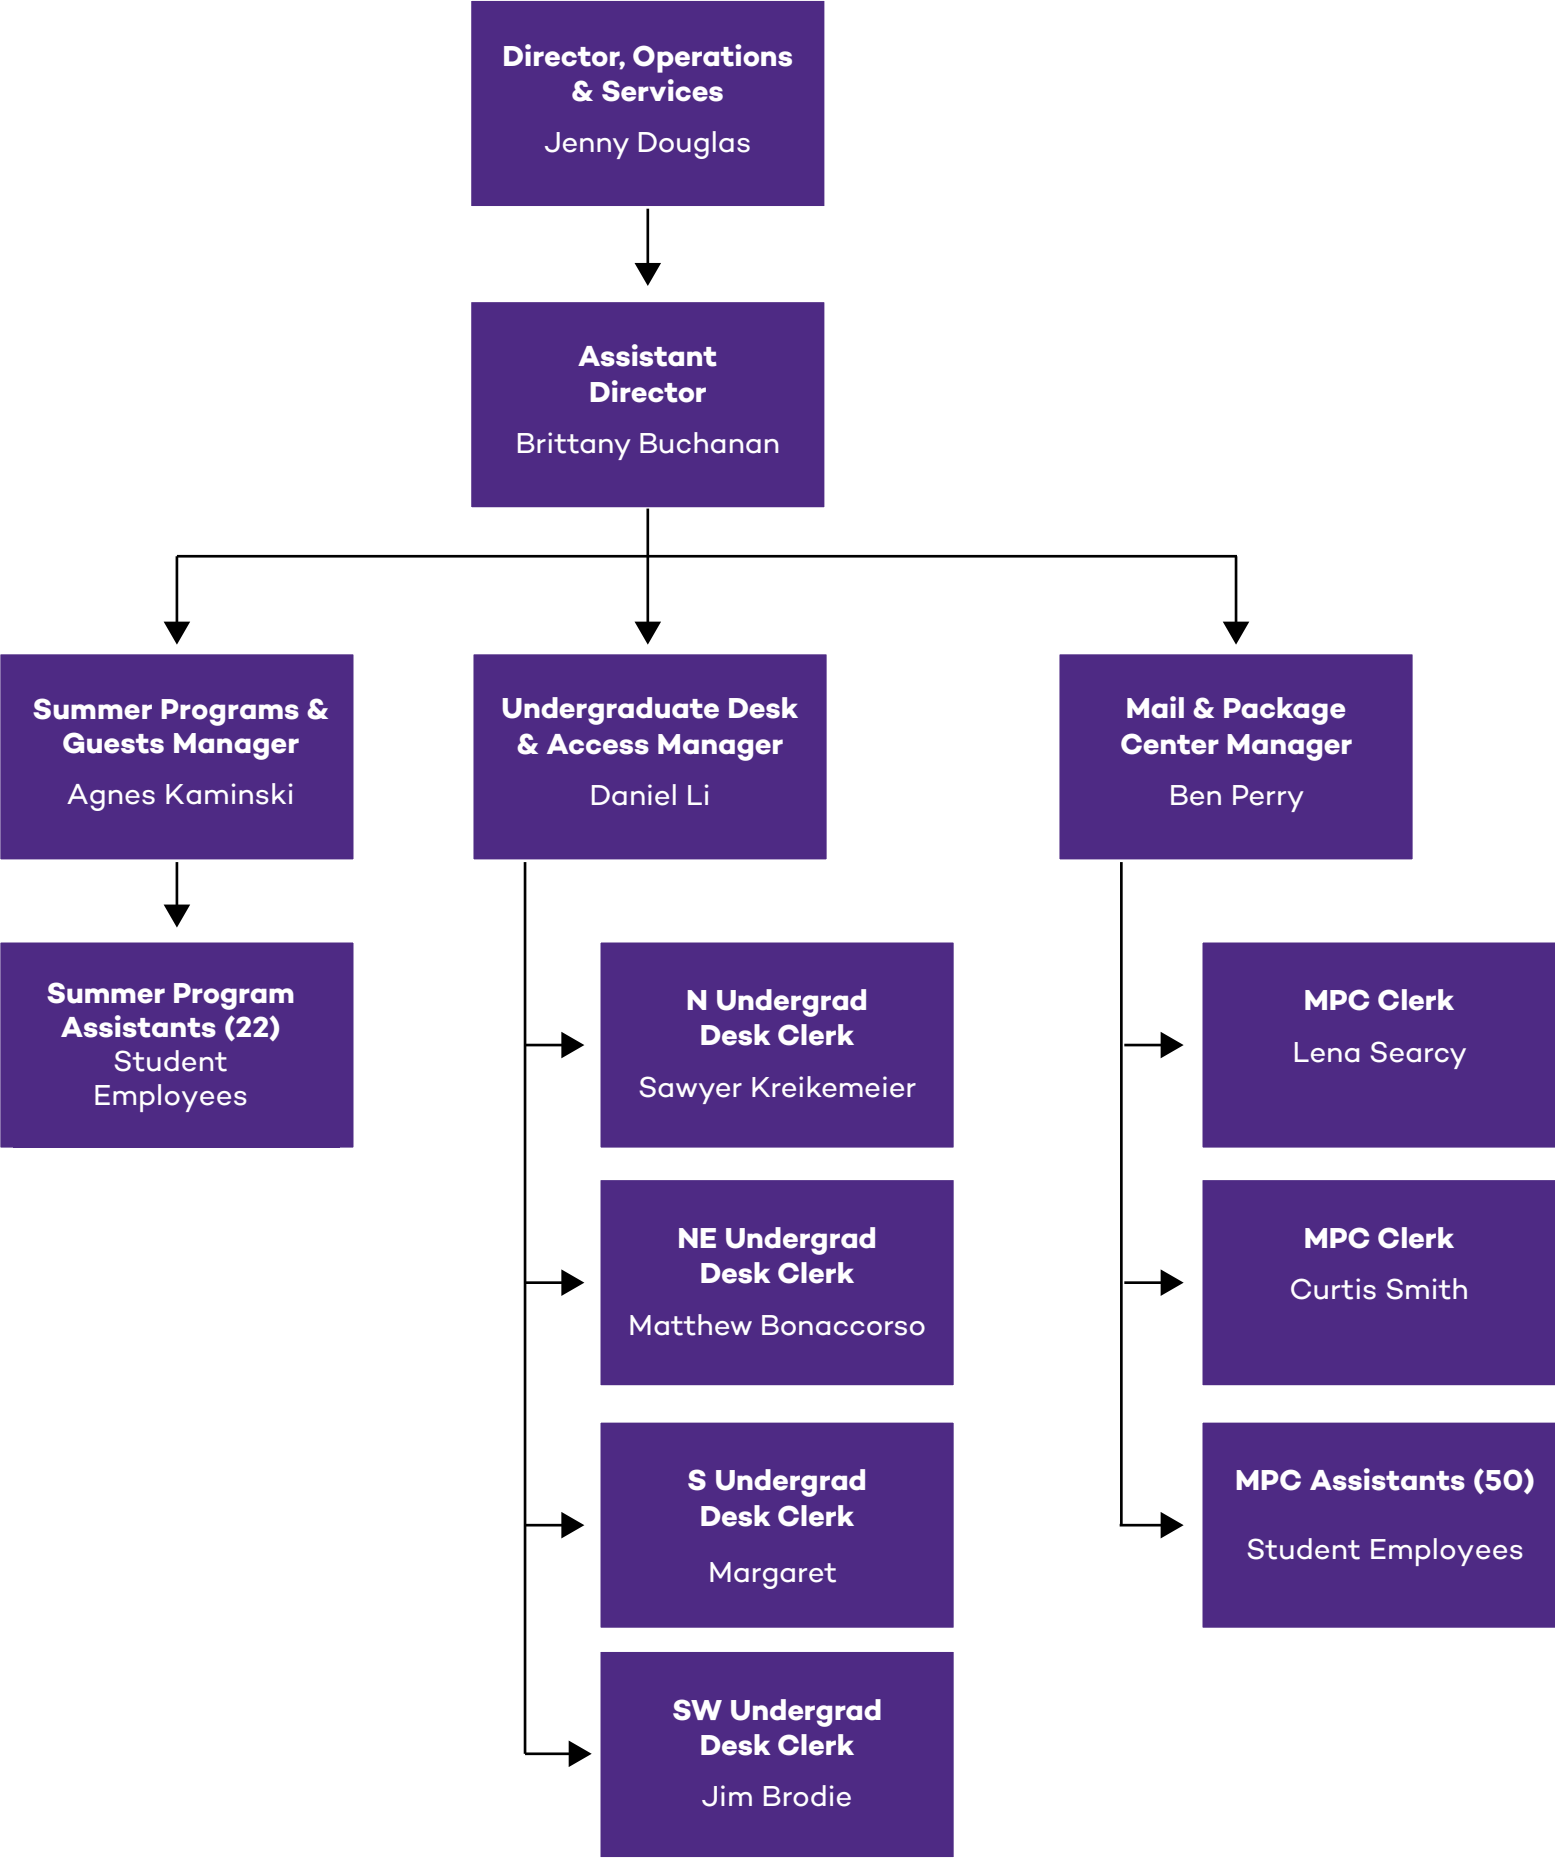 Director, Operations
& Services
Jenny Douglas
Assistant
Director
Brittany Buchanan
Summer Programs &
Guests Manager
Agnes Kaminski
Undergraduate Desk
& Access Manager
Daniel Li
Mail & Package
Center Manager
Ben Perry
Summer Program
Assistants (22)
Student
Employees
N Undergrad
Desk Clerk
Sawyer Kreikemeier
NE Undergrad
Desk Clerk
Matthew Bonaccorso
S Undergrad
Desk Clerk
Margaret
SW Undergrad
Desk Clerk
Jim Brodie
MPC Clerk
Lena Searcy
MPC Clerk
Curtis Smith
MPC Assistants (50)
Student Employees